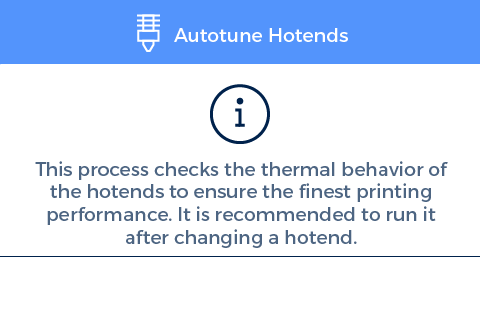 Autotune Hotends
i
This process checks the thermal behavior of
the hotends to ensure the finest printing
performance. It is recommended to run it
after changing a hotend.